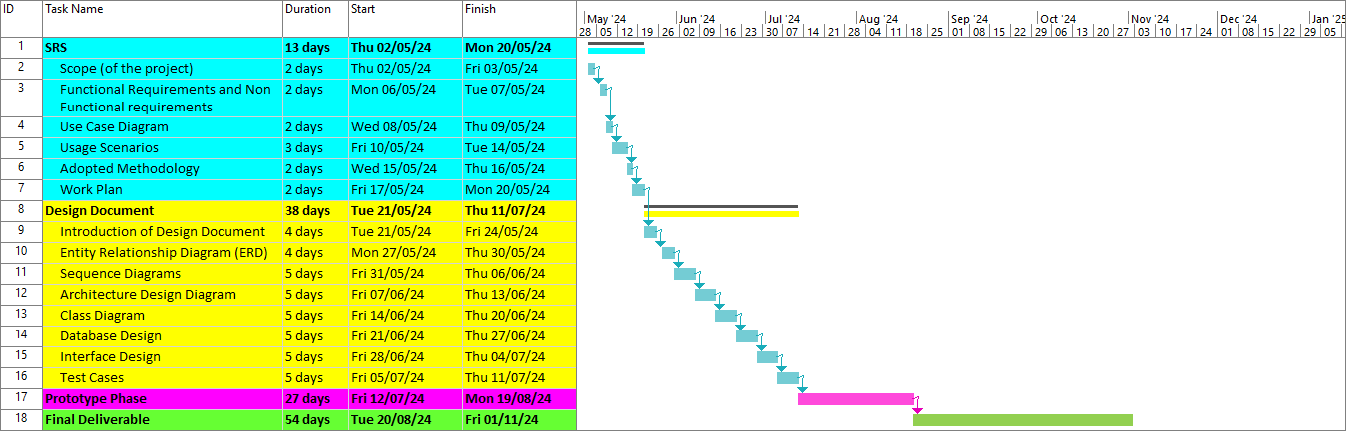 ID Task Name Duration Start Finish May '24 Jun '24 Jul '24 Aug '24 Sep '24 Oct '24 Nov '24 Dec '24 Jan '25
28 05 12 19 26 02 09 16 23 30 07 14 21 28 04 11 18 25 01 08 15 22 29 06 13 20 27 03 10 17 24 01 08 15 22 29 05
1 SRS 13 days Thu 02/05/24 Mon 20/05/24
2 Scope (of the project) 2 days Thu 02/05/24 Fri 03/05/24
3 Functional Requirements and Non 2 days Mon 06/05/24 Tue 07/05/24
Functional requirements
4 Use Case Diagram 2 days Wed 08/05/24 Thu 09/05/24
5 Usage Scenarios 3 days Fri 10/05/24 Tue 14/05/24
6 Adopted Methodology 2 days Wed 15/05/24 Thu 16/05/24
7 Work Plan 2 days Fri 17/05/24 Mon 20/05/24
8 Design Document 38 days Tue 21/05/24 Thu 11/07/24
9 Introduction of Design Document 4 days Tue 21/05/24 Fri 24/05/24
10 Entity Relationship Diagram (ERD) 4 days Mon 27/05/24 Thu 30/05/24
11 Sequence Diagrams 5 days Fri 31/05/24 Thu 06/06/24
12 Architecture Design Diagram 5 days Fri 07/06/24 Thu 13/06/24
13 Class Diagram 5 days Fri 14/06/24 Thu 20/06/24
14 Database Design 5 days Fri 21/06/24 Thu 27/06/24
15 Interface Design 5 days Fri 28/06/24 Thu 04/07/24
16 Test Cases 5 days Fri 05/07/24 Thu 11/07/24
17 Prototype Phase 27 days Fri 12/07/24 Mon 19/08/24
18 Final Deliverable 54 days Tue 20/08/24 Fri 01/11/24